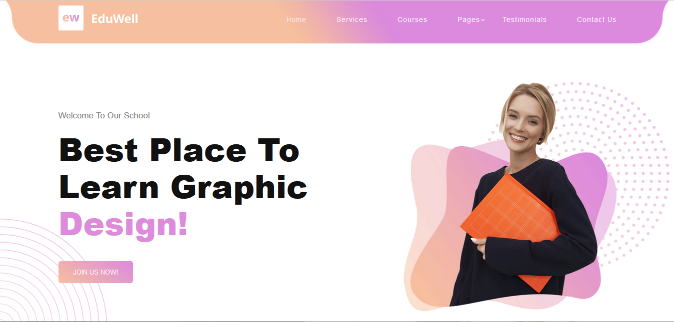 ew EduWell Home Services Courses Pages Testimonials Contact Us
Welcome To Our School
Best Place To
Learn Graphic
Design!
JOIN US NOW!